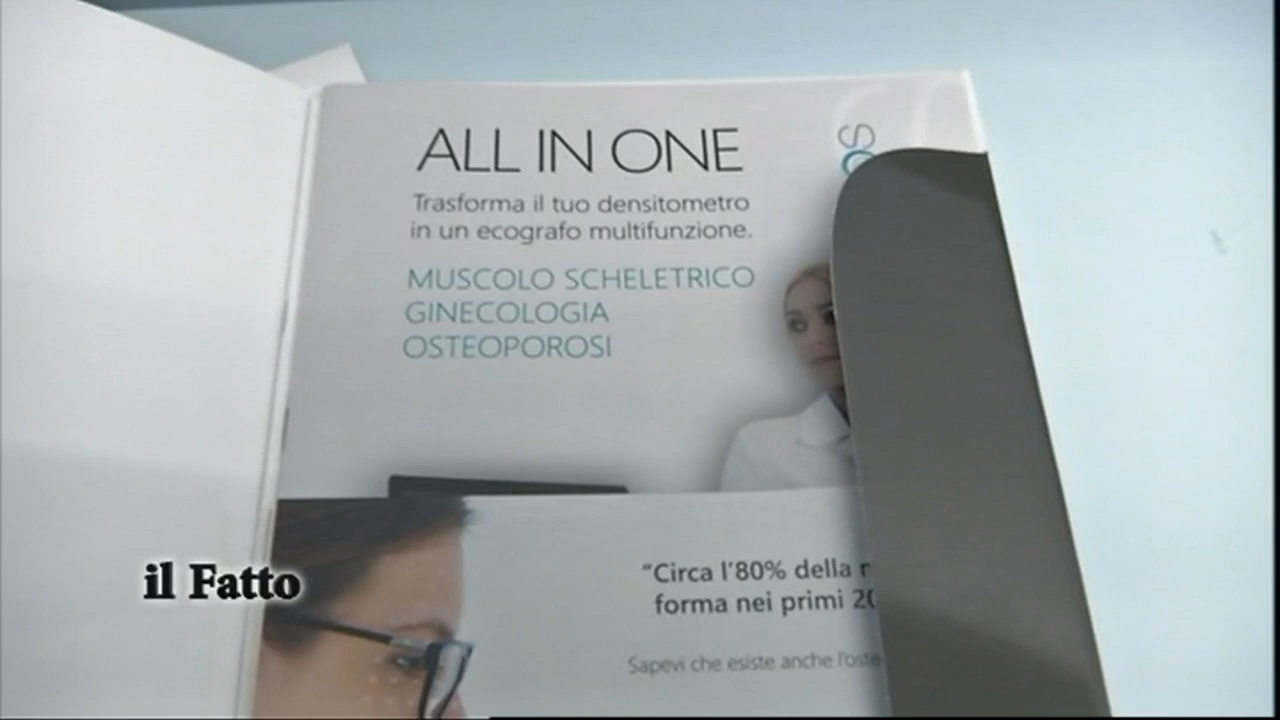 ALL IN ONE
Trasforma il tuo densitometro
in un ecografo multifunzione.
MUSCOLO SCHELETRICO
GINECOLOGIA
OSTEOPOROSI
"Circa l'80% della
forma nei primi
Sapevi che esiste anche
il Fatto